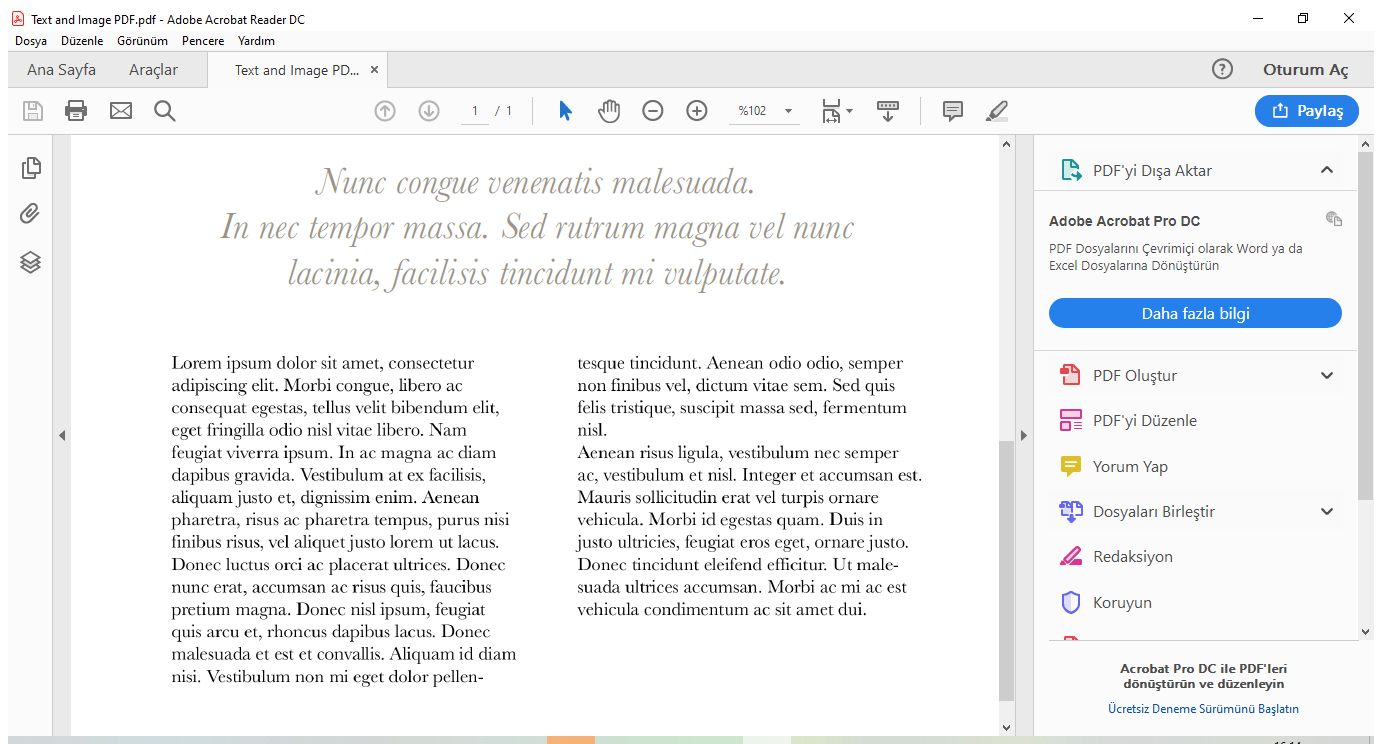 Text and Image PDF.pdf - Adobe Acrobat Reader DC
Dosya Düzenle Görünüm Pencere Yardım
Ana Sayfa Araçlar Text and Image PD... × ? Oturum Aç
1 / 1 %102 Paylaş
Nunc congue venenatis malesuada.
In nec tempor massa. Sed rutrum magna vel nunc
lacinia, facilisis tincidunt mi vulputate.
Lorem ipsum dolor sit amet, consectetur
adipiscing elit. Morbi congue, libero ac
consequat egestas, tellus velit bibendum elit,
eget fringilla odio nisl vitae libero. Nam
feugiat viverra ipsum. In ac magna ac diam
dapibus gravida. Vestibulum at ex facilisis,
aliquam justo et, dignissim enim. Aenean
pharetra, risus ac pharetra tempus, purus nisi
finibus risus, vel aliquet justo lorem ut lacus.
Donec luctus orci ac placerat ultrices. Donec
nunc erat, accumsan ac risus quis, faucibus
pretium magna. Donec nisl ipsum, feugiat
quis arcu et, rhoncus dapibus lacus. Donec
malesuada et est et convallis. Aliquam id diam
nisi. Vestibulum non mi eget dolor pellen-
tesque tincidunt. Aenean odio odio, semper
non finibus vel, dictum vitae sem. Sed quis
felis tristique, suscipit massa sed, fermentum
nisl.
Aenean risus ligula, vestibulum nec semper
ac, vestibulum et nisl. Integer et accumsan est.
Mauris sollicitudin erat vel turpis ornare
vehicula. Morbi id egestas quam. Duis in
justo ultricies, feugiat eros eget, ornare justo.
Donec tincidunt eleifend efficitur. Ut male-
suada ultrices accumsan. Morbi ac mi ac est
vehicula condimentum ac sit amet dui.
PDF'yi Dışa Aktar
Adobe Acrobat Pro DC
PDF Dosyalarını Çevrimiçi olarak Word ya da
Excel Dosyalarına Dönüştürün
Daha fazla bilgi
PDF Oluştur
PDF'yi Düzenle
Yorum Yap
Dosyaları Birleştir
Redaksiyon
Koruyun
Acrobat Pro DC ile PDF'leri
dönüştürün ve düzenleyin
Ücretsiz Deneme Sürümünü Başlatın